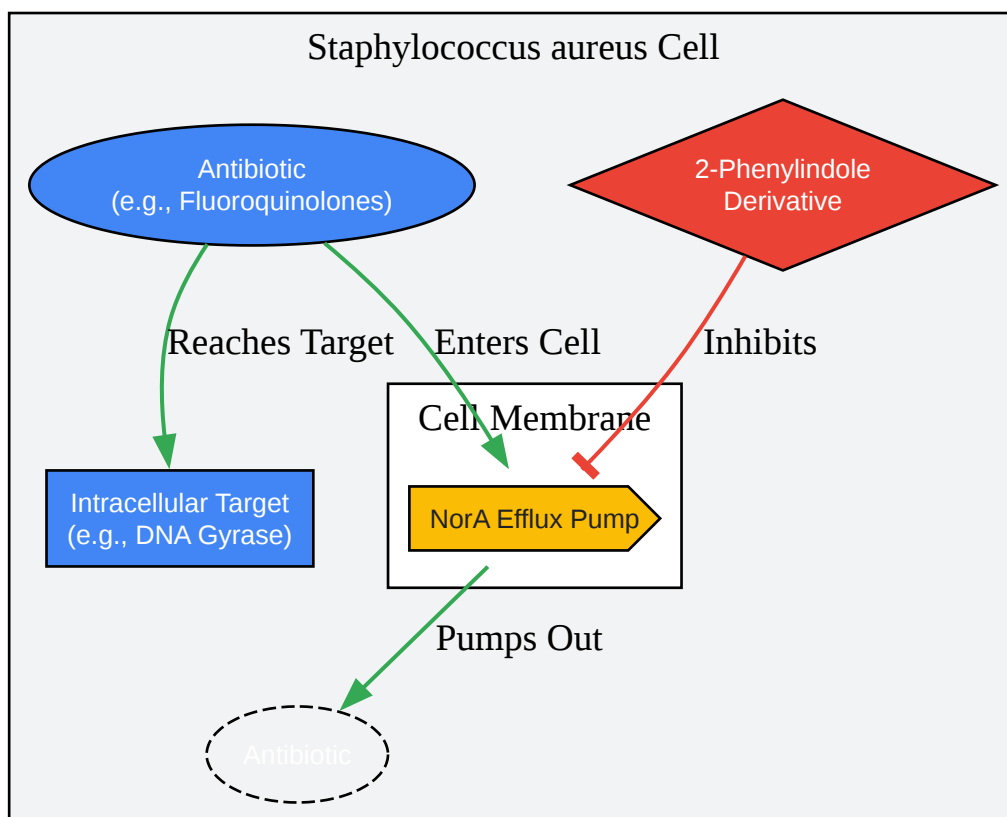 Staphylococcus aureus Cell
Antibiotic
(e.g., Fluoroquinolones)
2-Phenylindole
Derivative
Reaches Target
Enters Cell
Inhibits
Cell Membrane
Intracellular Target
(e.g., DNA Gyrase)
NorA Efflux Pump
Pumps Out
Antibiotic